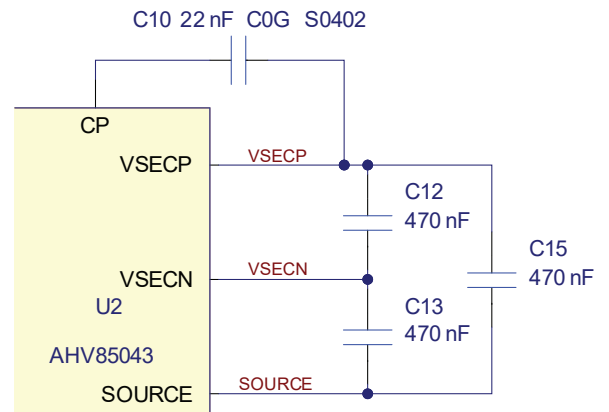 C10 22 nF C0G S0402
CP
VSECP
VSECP
C12
470 nF
C15
470 nF
VSECN
VSECN
U2
C13
470 nF
AHV85043
SOURCE
SOURCE